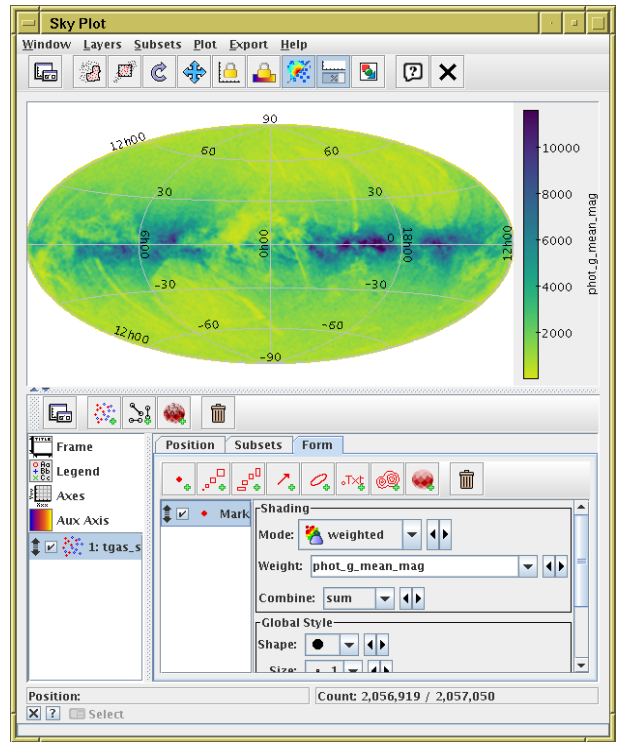 Sky Plot
Window Layers Subsets Plot Export Help
90
12h00
60 60
10000
30 30
8000
6h00 0h00 0 18h00 12h00
6000
phot_g_mean_mag
-30 -30
4000
12h00 -60 -60
2000
-90
TITLE
Frame
Position Subsets Form
Legend
Axes
Aux Axis
1: tgas_s
Txt
Mark
Shading
Mode: weighted
Weight: phot_g_mean_mag
Combine: sum
Global Style
Shape:
Size: 1
Position:
Count: 2,056,919 / 2,057,050
Select